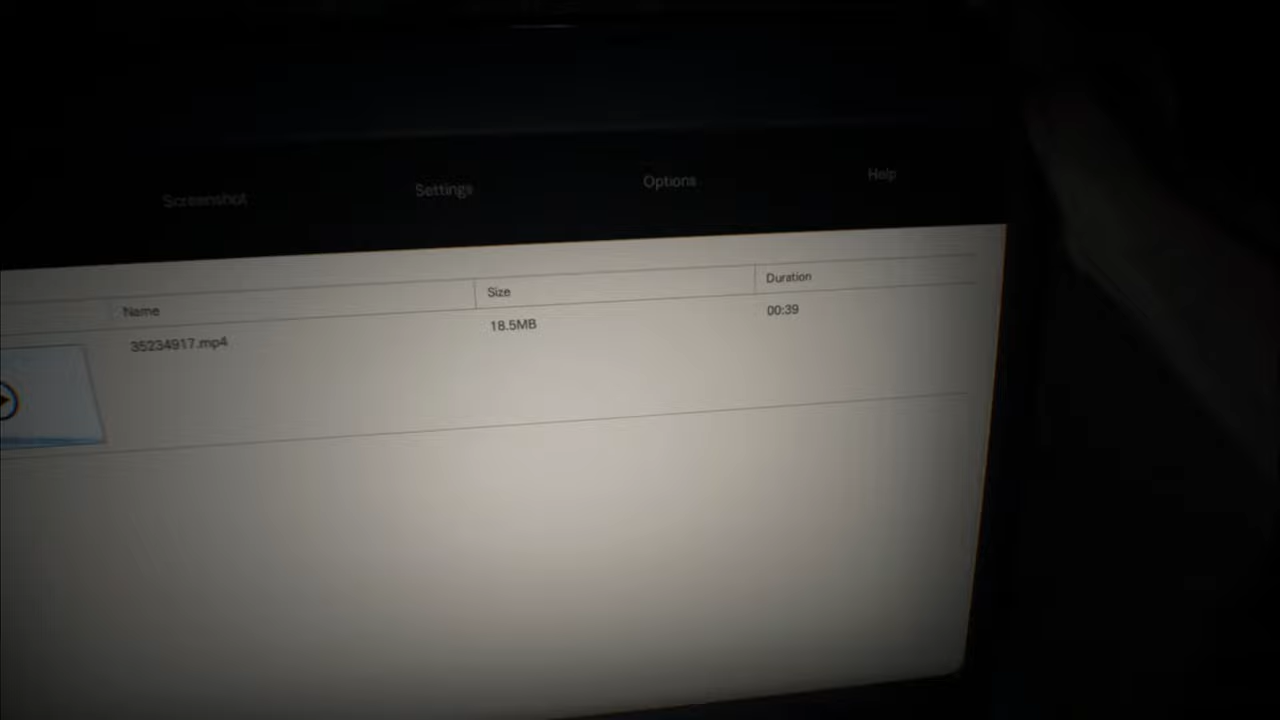 Screenshot Settings Options Help
Name Size Duration
35234917.mp4 18.5MB 00:39